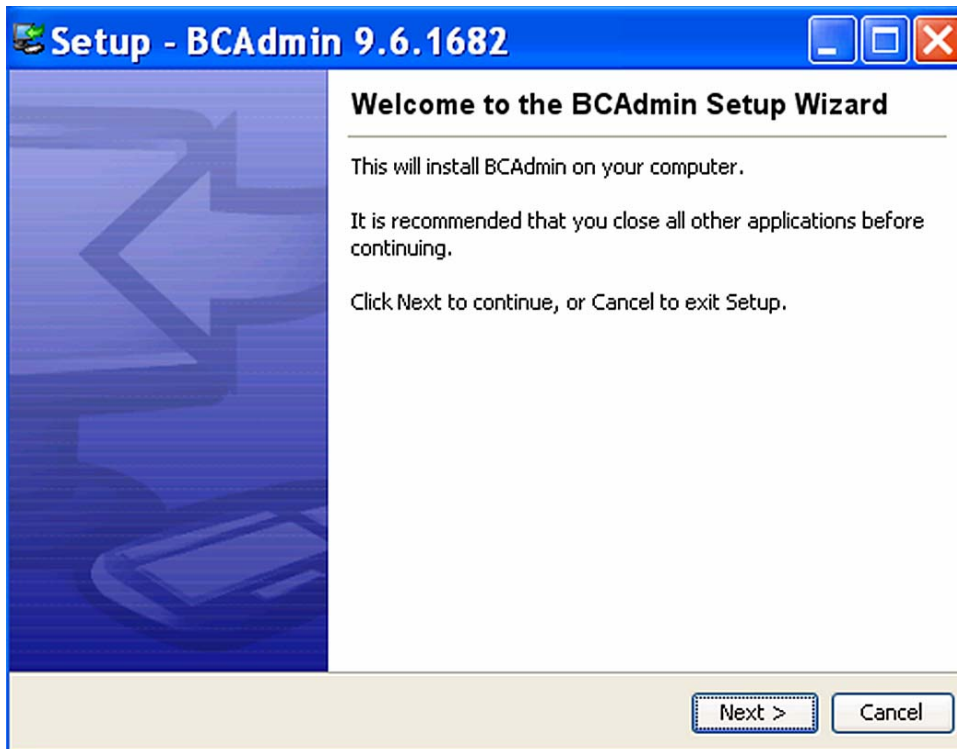 Setup - BCAdmin 9.6.1682
Welcome to the BCAdmin Setup Wizard
This will install BCAdmin on your computer.
It is recommended that you close all other applications before
continuing.
Click Next to continue, or Cancel to exit Setup.
Next > Cancel